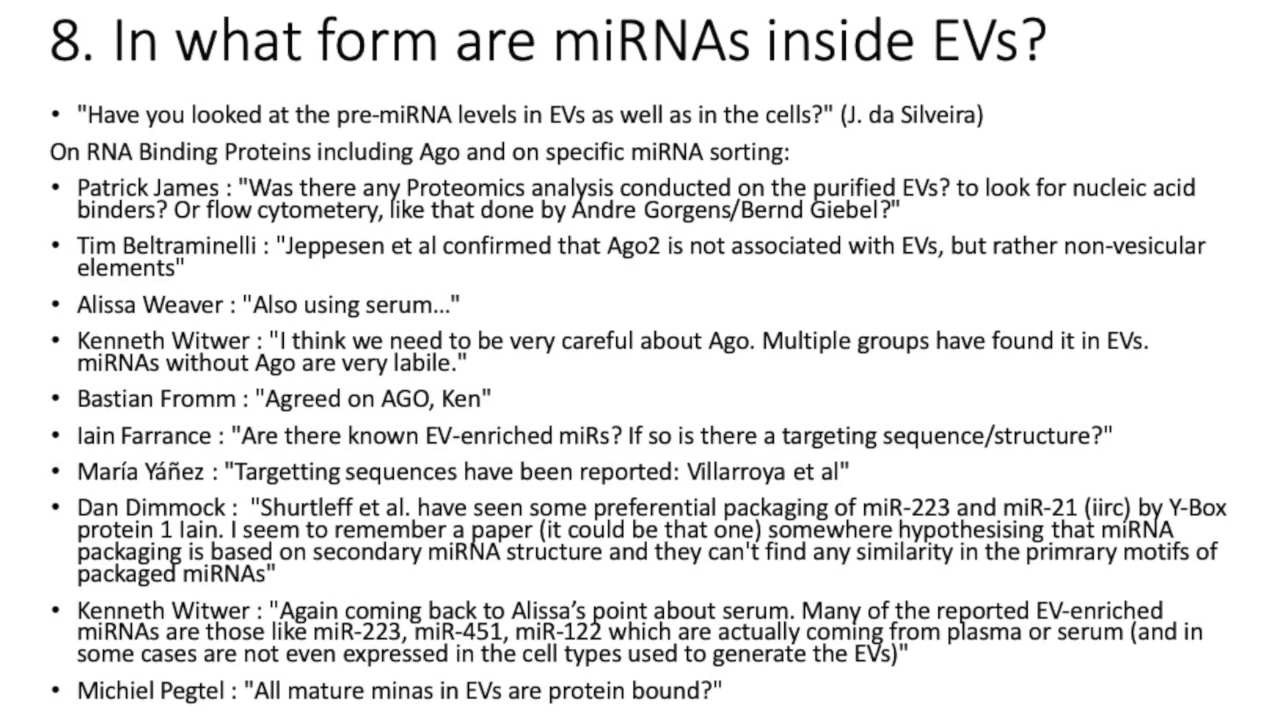 8. In what form are miRNAs inside EVs?
• "Have you looked at the pre-miRNA levels in EVs as well as in the cells?" (J. da Silveira)
On RNA Binding Proteins including Ago and on specific miRNA sorting:
• Patrick James : "Was there any Proteomics analysis conducted on the purified EVs? to look for nucleic acid
binders? Or flow cytometery, like that done by Andre Gorgens/Bernd Giebel?"
• Tim Beltraminelli : "Jeppesen et al confirmed that Ago2 is not associated with EVs, but rather non-vesicular
elements"
• Alissa Weaver : "Also using serum..."
• Kenneth Witwer : "I think we need to be very careful about Ago. Multiple groups have found it in EVs.
miRNAs without Ago are very labile."
• Bastian Fromm : "Agreed on AGO, Ken"
• Iain Farrance : "Are there known EV-enriched miRs? If so is there a targeting sequence/structure?"
• María Yáñez : "Targetting sequences have been reported: Villarroya et al"
• Dan Dimmock :  "Shurtleff et al. have seen some preferential packaging of miR-223 and miR-21 (iirc) by Y-Box
protein 1 Iain. I seem to remember a paper (it could be that one) somewhere hypothesising that miRNA
packaging is based on secondary miRNA structure and they can't find any similarity in the primrary motifs of
packaged miRNAs"
• Kenneth Witwer : "Again coming back to Alissa’s point about serum. Many of the reported EV-enriched
miRNAs are those like miR-223, miR-451, miR-122 which are actually coming from plasma or serum (and in
some cases are not even expressed in the cell types used to generate the EVs)"
• Michiel Pegtel : "All mature minas in EVs are protein bound?"